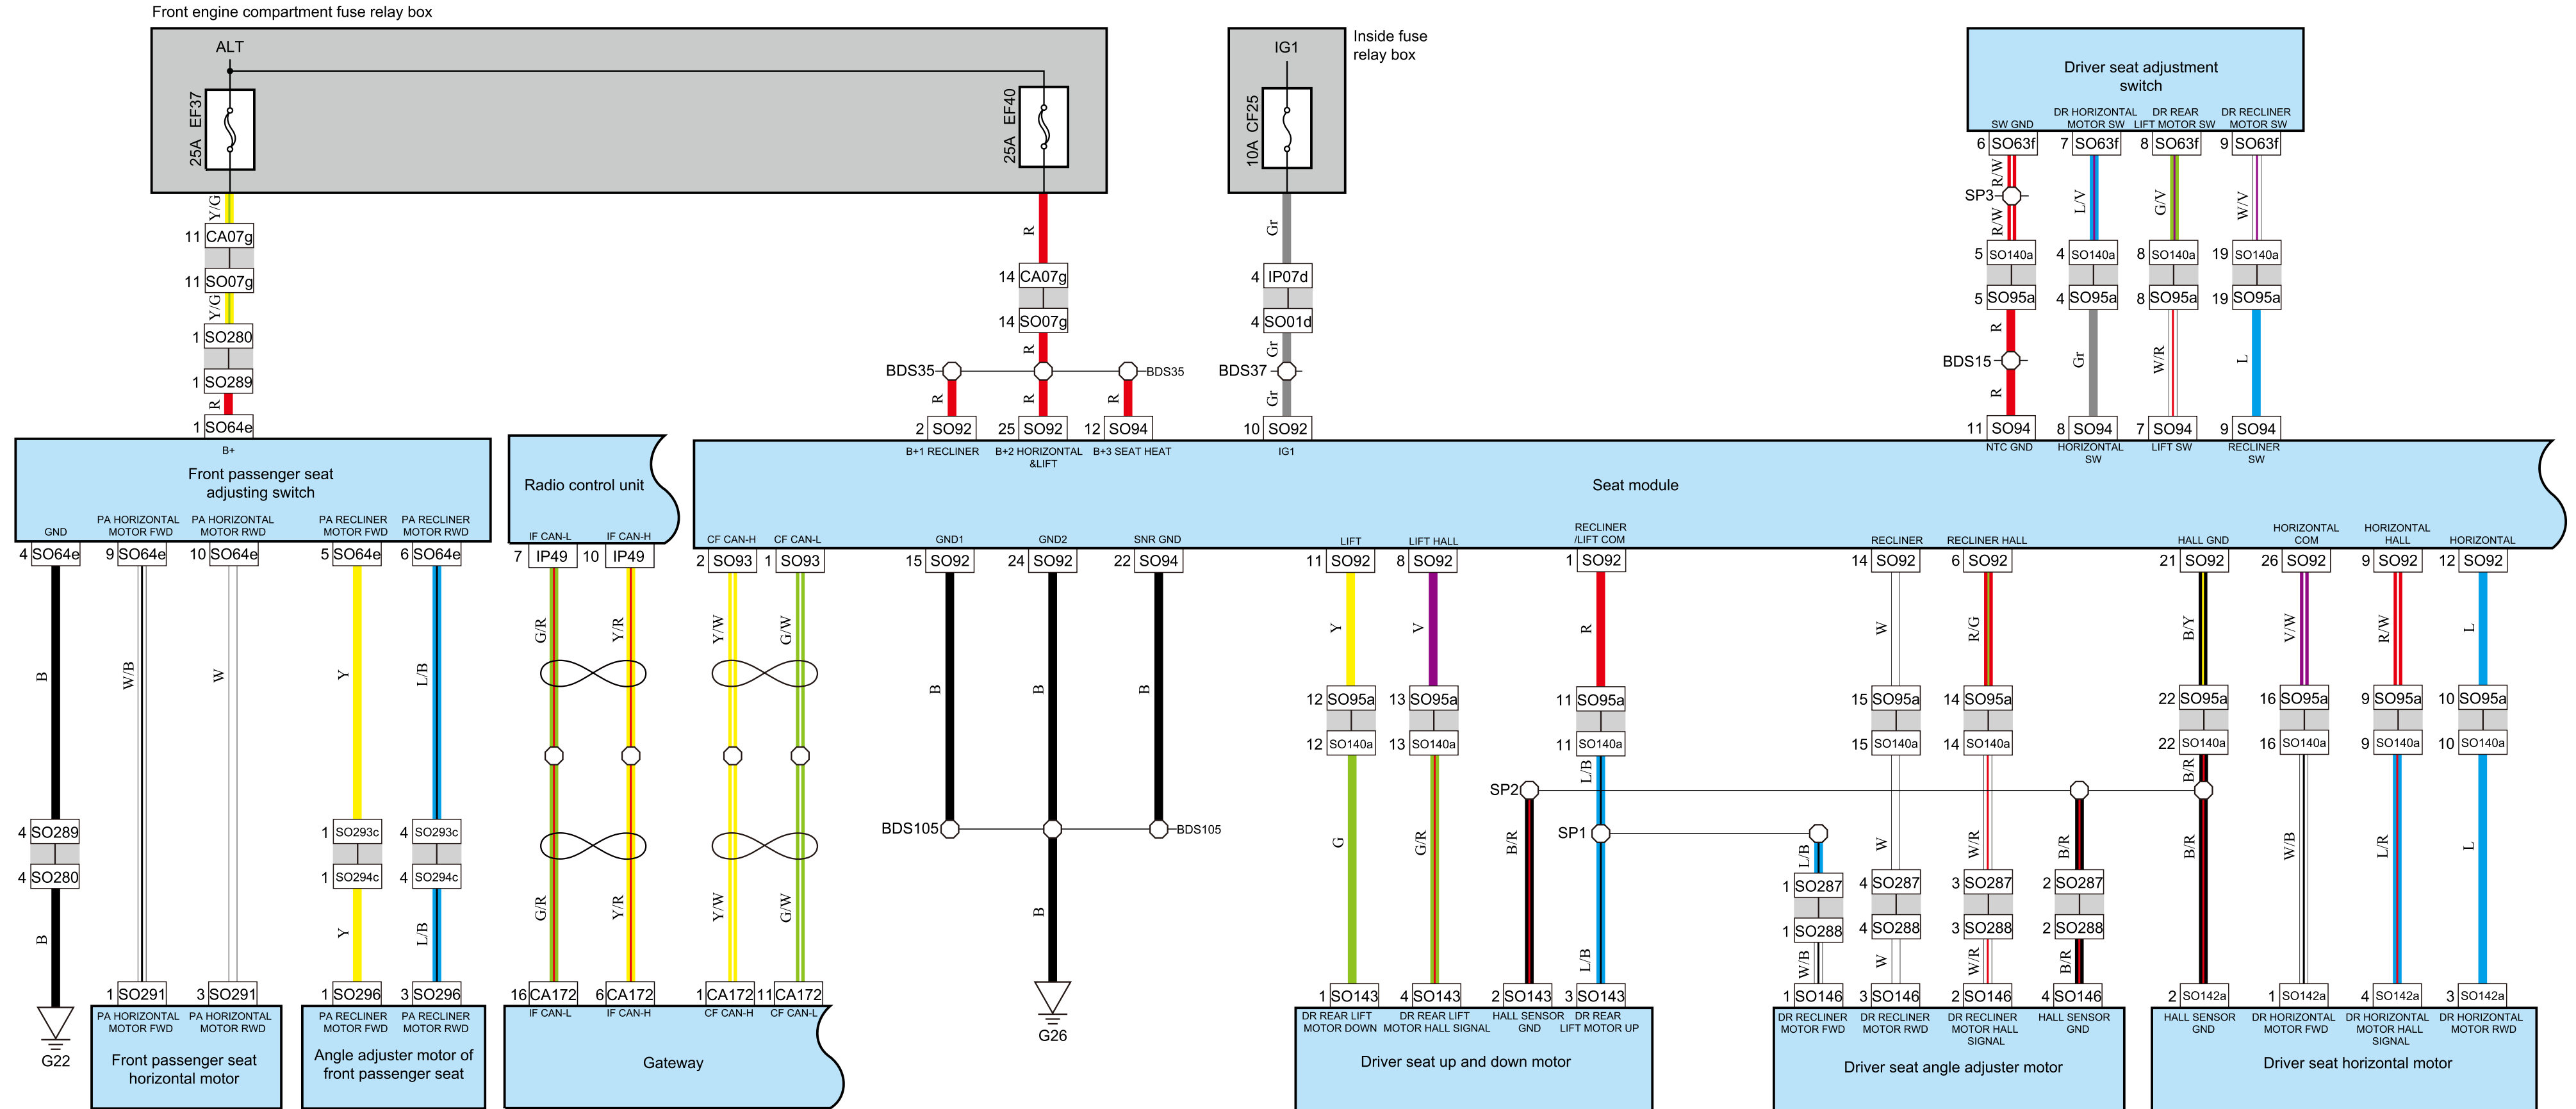 Front engine compartment fuse relay box
ALT
25A EF37
25A EF40
IG1
10A CF25
Inside fuse
relay box
Driver seat adjustment
switch
SW GND
DR HORIZONTAL
MOTOR SW
DR REAR
LIFT MOTOR SW
DR RECLINER
MOTOR SW
6 SO63f
7 SO63f
8 SO63f
9 SO63f
R/W
SP3
R/W
L/V
G/V
W/V
5 SO140a
4 SO140a
8 SO140a
19 SO140a
5 SO95a
4 SO95a
8 SO95a
19 SO95a
R
BDS15
R
Gr
W/R
L
11 SO94
8 SO94
7 SO94
9 SO94
Y/G
11 CA07g
11 SO07g
Y/G
1 SO280
1 SO289
R
1 SO64e
R
14 CA07g
14 SO07g
R
BDS35
BDS35
R
R
R
2 SO92
25 SO92
12 SO94
Gr
4 IP07d
4 SO01d
Gr
BDS37
Gr
10 SO92
B+
Front passenger seat
adjusting switch
GND
PA HORIZONTAL
MOTOR FWD
PA HORIZONTAL
MOTOR RWD
PA RECLINER
MOTOR FWD
PA RECLINER
MOTOR RWD
Radio control unit
IF CAN-L
IF CAN-H
B+1 RECLINER
B+2 HORIZONTAL
&LIFT
B+3 SEAT HEAT
IG1
NTC GND
HORIZONTAL
SW
LIFT SW
RECLINER
SW
Seat module
CF CAN-H
CF CAN-L
GND1
GND2
SNR GND
LIFT
LIFT HALL
RECLINER
/LIFT COM
RECLINER
RECLINER HALL
HALL GND
HORIZONTAL
COM
HORIZONTAL
HALL
HORIZONTAL
4 SO64e
9 SO64e
10 SO64e
5 SO64e
6 SO64e
7 IP49
10 IP49
2 SO93
1 SO93
15 SO92
24 SO92
22 SO94
11 SO92
8 SO92
1 SO92
14 SO92
6 SO92
21 SO92
26 SO92
9 SO92
12 SO92
B
W/B
W
Y
L/B
G/R
Y/R
Y/W
G/W
B
B
B
Y
V
R
W
R/G
B/Y
V/W
R/W
L
12 SO95a
13 SO95a
11 SO95a
15 SO95a
14 SO95a
22 SO95a
16 SO95a
9 SO95a
10 SO95a
12 SO140a
13 SO140a
11 SO140a
15 SO140a
14 SO140a
22 SO140a
16 SO140a
9 SO140a
10 SO140a
L/B
B/R
SP2
SP1
BDS105
BDS105
4 SO289
1 SO293c
4 SO293c
4 SO280
1 SO294c
4 SO294c
G
G/R
B/R
L/B
W
W/R
B/R
B/R
W/B
L/R
L
1 SO287
4 SO287
3 SO287
2 SO287
1 SO288
4 SO288
3 SO288
2 SO288
B
Y
L/B
G/R
Y/R
Y/W
G/W
B
L/B
W/B
W
W/R
B/R
1 SO291
3 SO291
1 SO296
3 SO296
16 CA172
6 CA172
1 CA172
11 CA172
1 SO143
4 SO143
2 SO143
3 SO143
1 SO146
3 SO146
2 SO146
4 SO146
2 SO142a
1 SO142a
4 SO142a
3 SO142a
G22
PA HORIZONTAL
MOTOR FWD
PA HORIZONTAL
MOTOR RWD
Front passenger seat
horizontal motor
PA RECLINER
MOTOR FWD
PA RECLINER
MOTOR RWD
Angle adjuster motor of
front passenger seat
IF CAN-L
IF CAN-H
CF CAN-H
CF CAN-L
Gateway
G26
DR REAR LIFT
MOTOR DOWN
DR REAR LIFT
MOTOR HALL SIGNAL
HALL SENSOR
GND
DR REAR
LIFT MOTOR UP
Driver seat up and down motor
DR RECLINER
MOTOR FWD
DR RECLINER
MOTOR RWD
DR RECLINER
MOTOR HALL
SIGNAL
HALL SENSOR
GND
Driver seat angle adjuster motor
HALL SENSOR
GND
DR HORIZONTAL
MOTOR FWD
DR HORIZONTAL
MOTOR HALL
SIGNAL
DR HORIZONTAL
MOTOR RWD
Driver seat horizontal motor